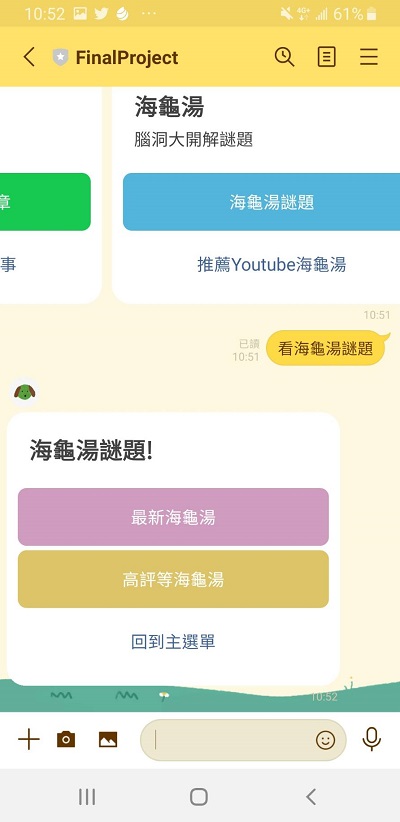 10:52
4G+
61%
FinalProject
海龜湯
腦洞大開解謎題
章
海龜湯謎題
事
推薦Youtube海龜湯
10:51
已讀
10:51
看海龜湯謎題
海龜湯謎題!
最新海龜湯
高評等海龜湯
回到主選單
10:52